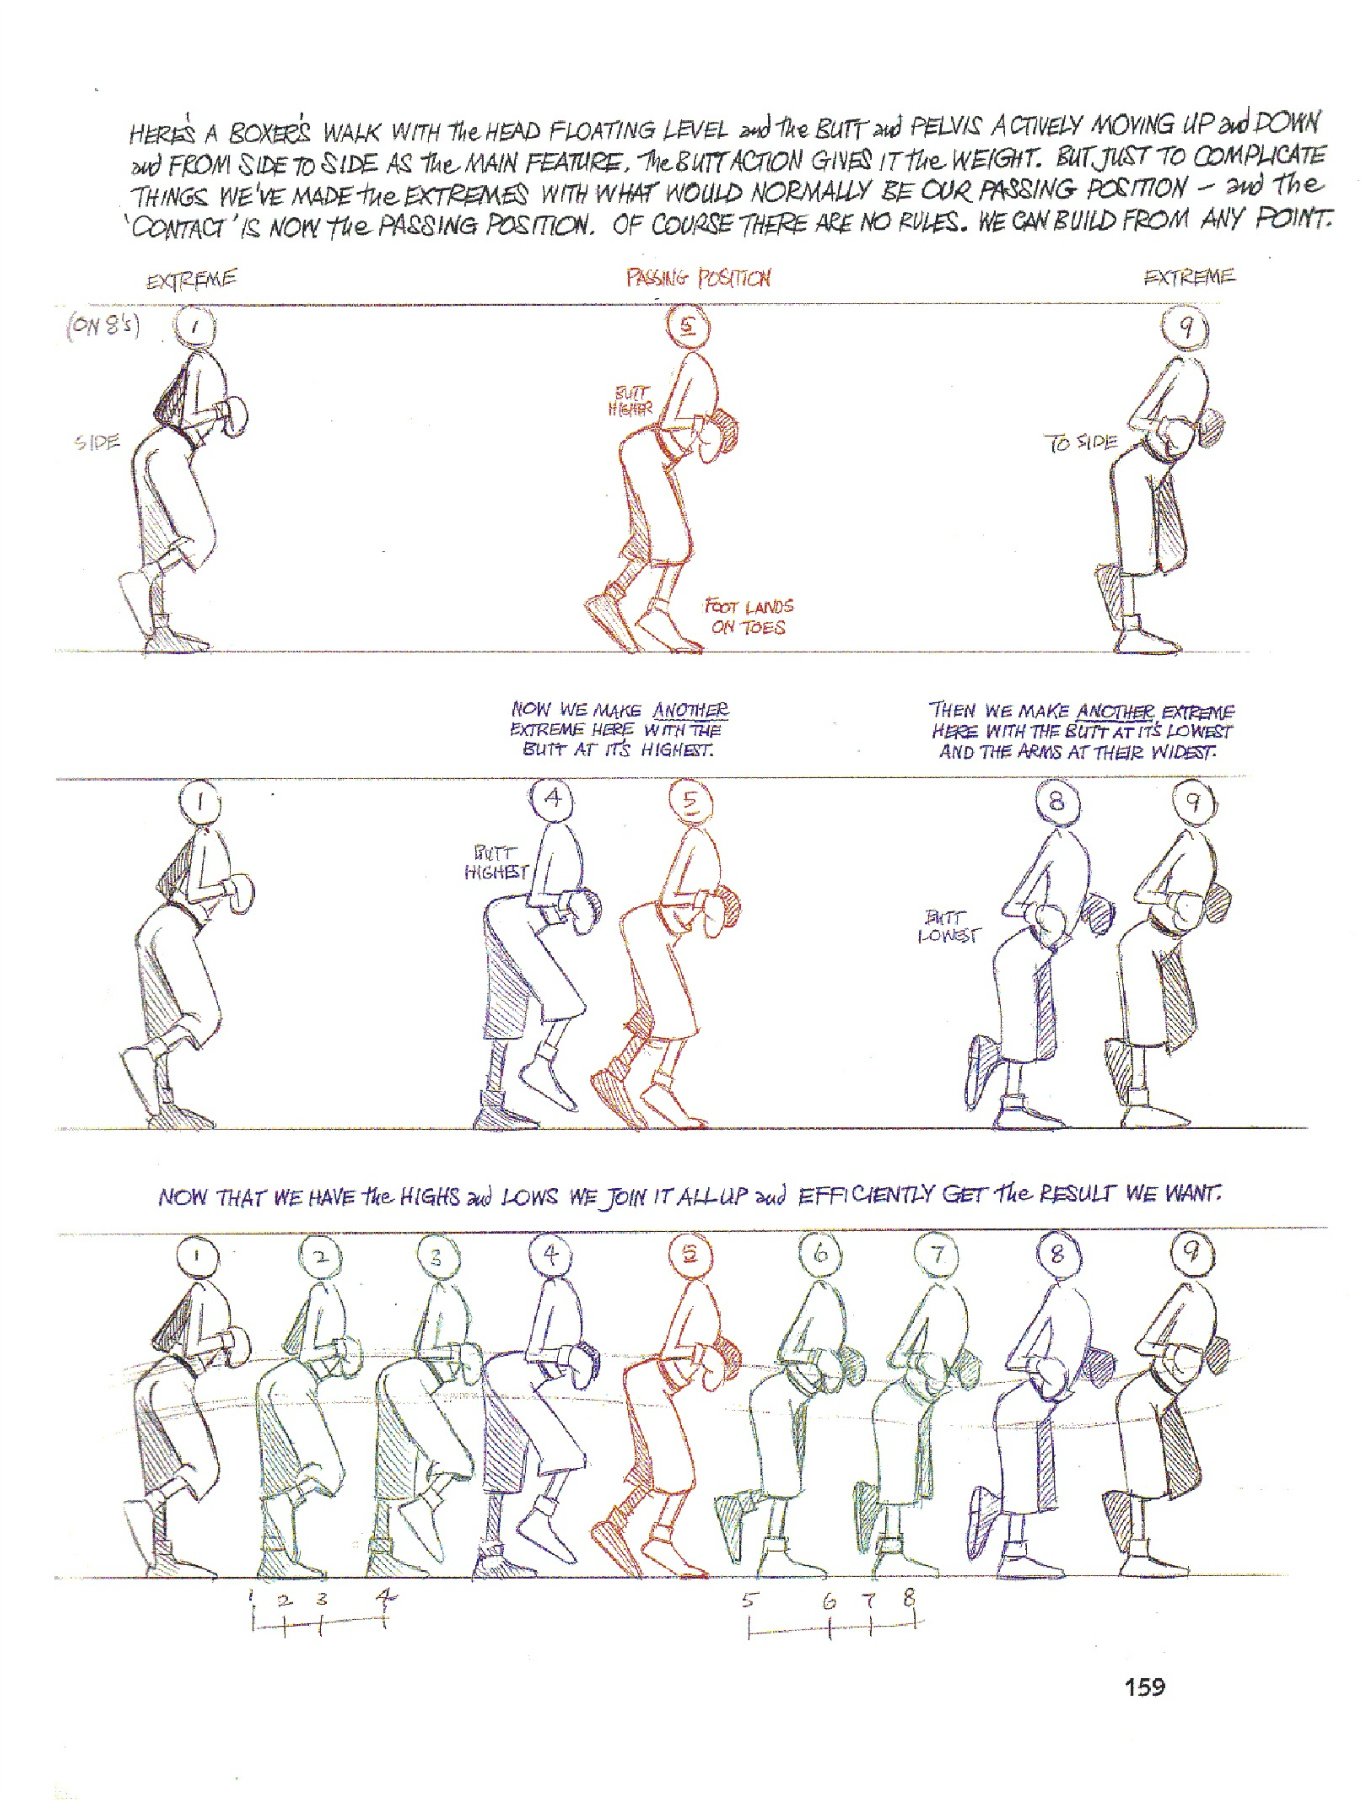 HERE'S A BOXER'S WALK WITH the HEAD FLOATING LEVEL and the BUTT and PELVIS ACTIVELY MOVING UP and DOWN
and FROM SIDE TO SIDE AS the MAIN FEATURE. The BUTT ACTION GIVES IT the WEIGHT. BUT JUST TO COMPLICATE
THINGS WE'VE MADE the EXTREMES WITH WHAT WOULD NORMALLY BE OUR PASSING POSITION – and the
'CONTACT' IS NOW the PASSING POSITION. OF COURSE THERE ARE NO RULES. WE CAN BUILD FROM ANY POINT.
EXTREME PASSING POSITION EXTREME
(ON 8's) 1 5 9
BUTT
HIGHER
SIDE TO SIDE
FOOT LANDS
ON TOES
NOW WE MAKE ANOTHER
EXTREME HERE WITH THE
BUTT AT IT'S HIGHEST.
THEN WE MAKE ANOTHER EXTREME
HERE WITH THE BUTT AT IT'S LOWEST
AND THE ARMS AT THEIR WIDEST.
1 4 5 8 9
BUTT
HIGHEST
BUTT
LOWEST
NOW THAT WE HAVE the HIGHS and LOWS WE JOIN IT ALL UP and EFFICIENTLY GET the RESULT WE WANT.
1 2 3 4 5 6 7 8 9
1 2 3 4 5 6 7 8
159